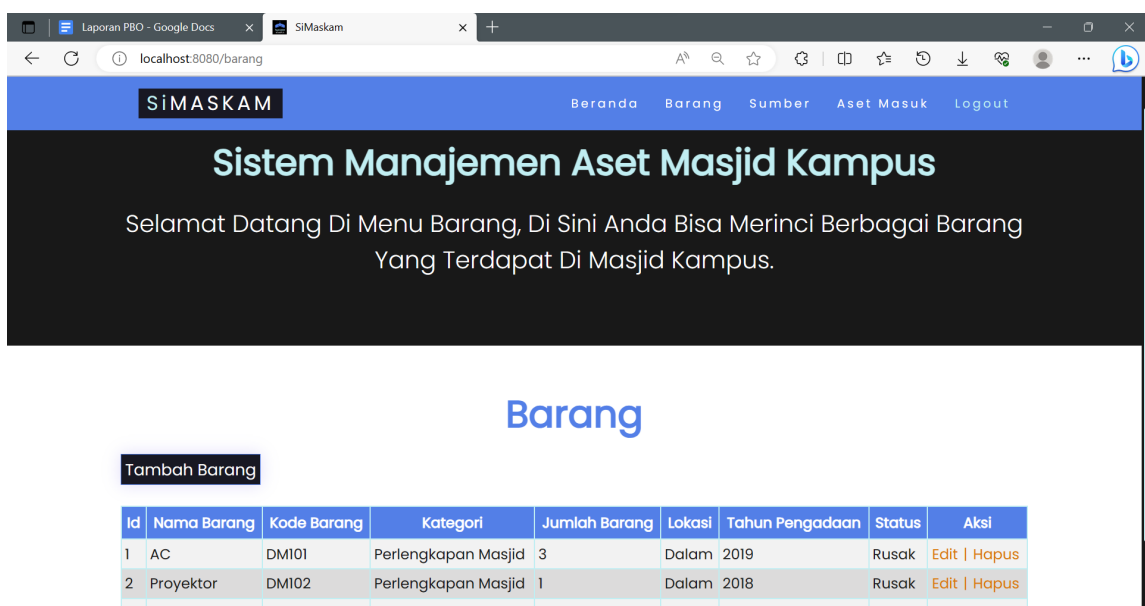 Laporan PBO - Google Docs
SiMaskam
localhost:8080/barang
SiMASKAM
Beranda Barang Sumber Aset Masuk Logout
Sistem Manajemen Aset Masjid Kampus
Selamat Datang Di Menu Barang, Di Sini Anda Bisa Merinci Berbagai Barang
Yang Terdapat Di Masjid Kampus.
Barang
Tambah Barang
Id Nama Barang Kode Barang Kategori Jumlah Barang Lokasi Tahun Pengadaan Status Aksi
1 AC DM101 Perlengkapan Masjid 3 Dalam 2019 Rusak Edit | Hapus
2 Proyektor DM102 Perlengkapan Masjid 1 Dalam 2018 Rusak Edit | Hapus